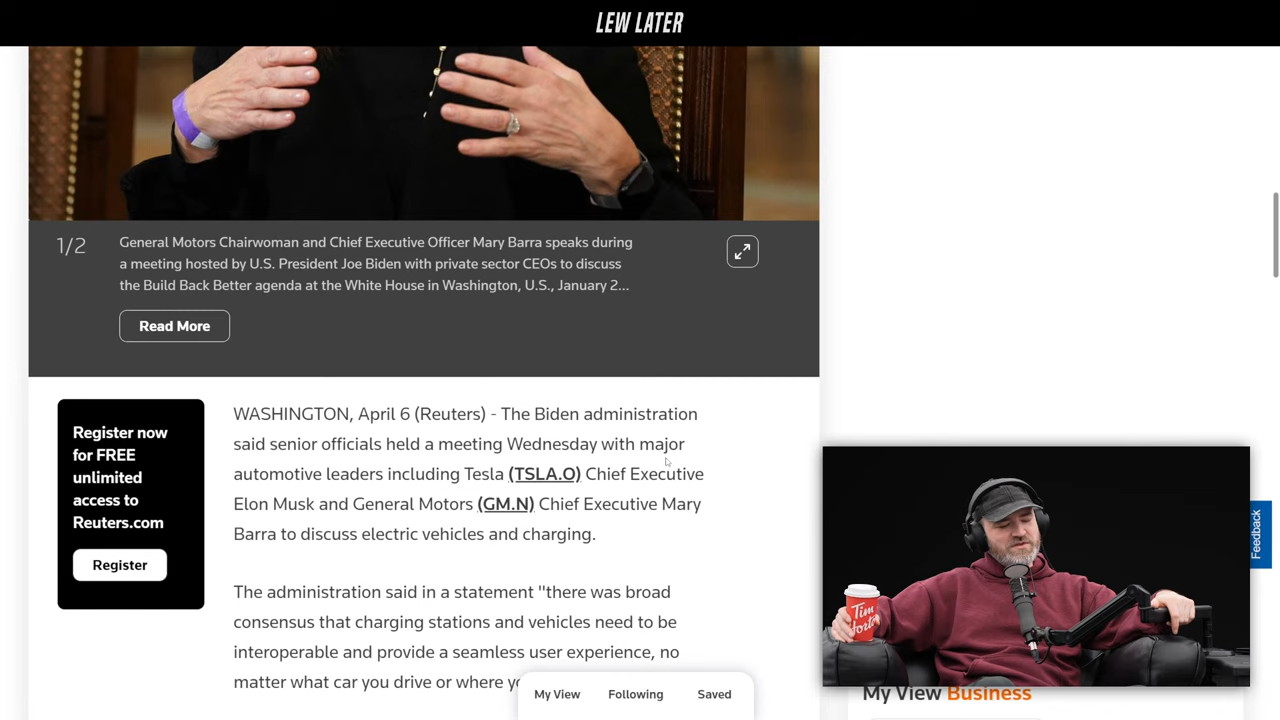 LEW LATER
1/2
General Motors Chairwoman and Chief Executive Officer Mary Barra speaks during
a meeting hosted by U.S. President Joe Biden with private sector CEOs to discuss
the Build Back Better agenda at the White House in Washington, U.S., January 2...
Read More
Register now
for FREE
unlimited
access to
Reuters.com
Register
WASHINGTON, April 6 (Reuters) - The Biden administration
said senior officials held a meeting Wednesday with major
automotive leaders including Tesla (TSLA.O) Chief Executive
Elon Musk and General Motors (GM.N) Chief Executive Mary
Barra to discuss electric vehicles and charging.
The administration said in a statement "there was broad
consensus that charging stations and vehicles need to be
interoperable and provide a seamless user experience, no
matter what car you drive or where
My View
Following
Saved
Feedback
Tim
My View Business